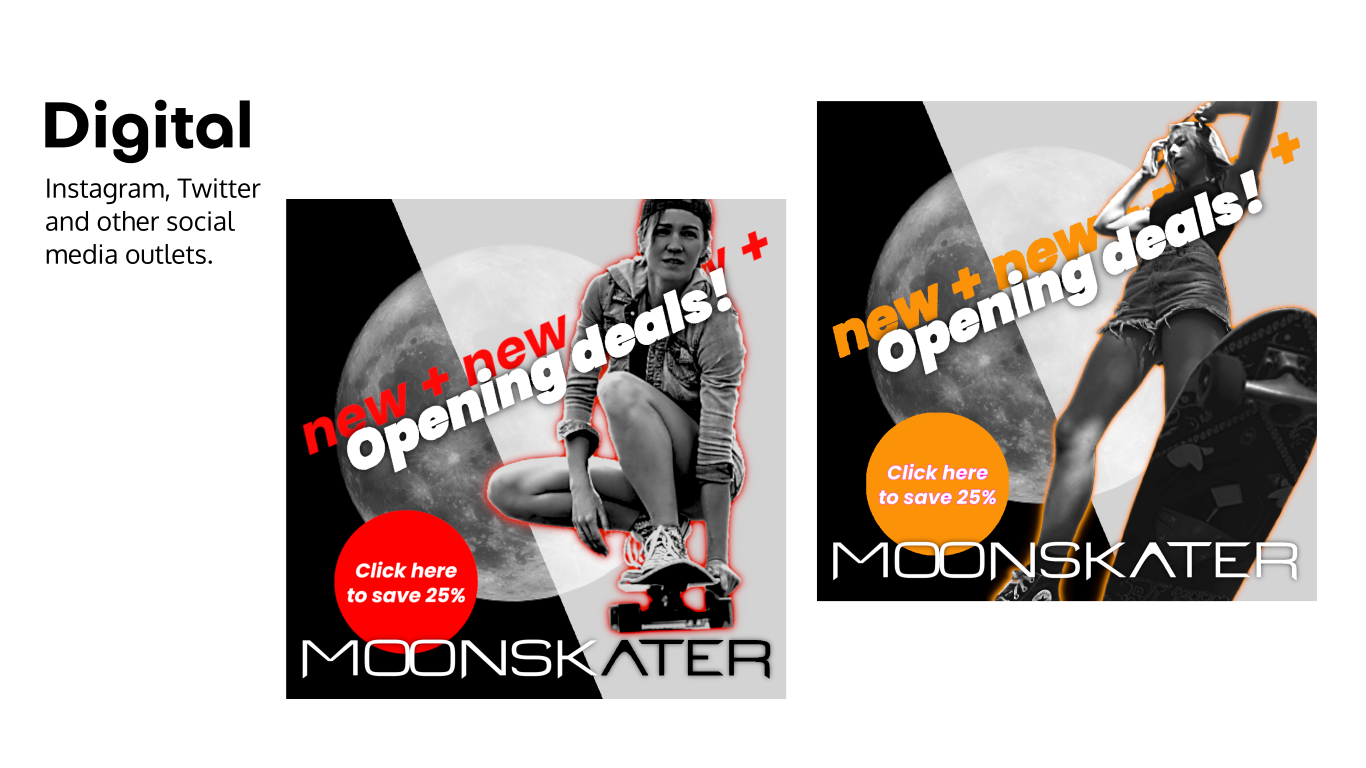 Digital
Instagram, Twitter
and other social
media outlets.
new + new w +
Opening deals!
Click here
to save 25%
MOONSKATER
new + new +
Opening deals!
Click here
to save 25%
MOONSKATER